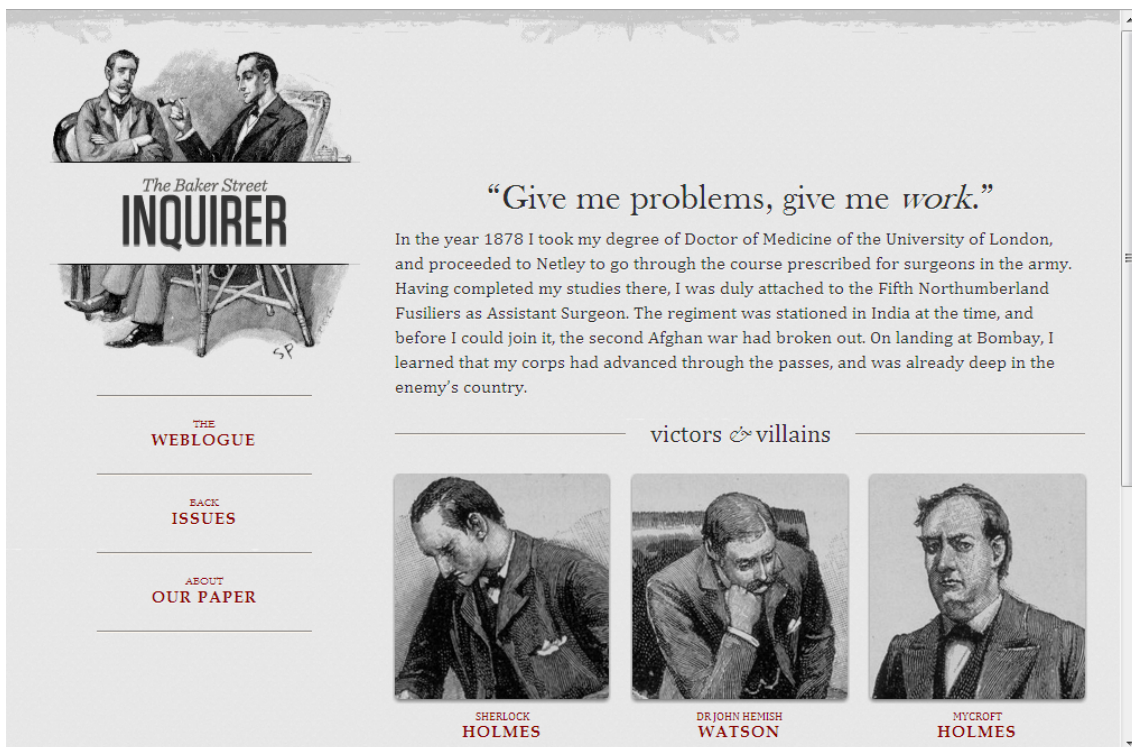 The Baker Street
INQUIRER
THE
WEBLOGUE
BACK
ISSUES
ABOUT
OUR PAPER
“Give me problems, give me work.”
In the year 1878 I took my degree of Doctor of Medicine of the University of London,
and proceeded to Netley to go through the course prescribed for surgeons in the army.
Having completed my studies there, I was duly attached to the Fifth Northumberland
Fusiliers as Assistant Surgeon. The regiment was stationed in India at the time, and
before I could join it, the second Afghan war had broken out. On landing at Bombay, I
learned that my corps had advanced through the passes, and was already deep in the
enemy’s country.
victors & villains
SHERLOCK
HOLMES
DR JOHN HEMISH
WATSON
MYCROFT
HOLMES
SP